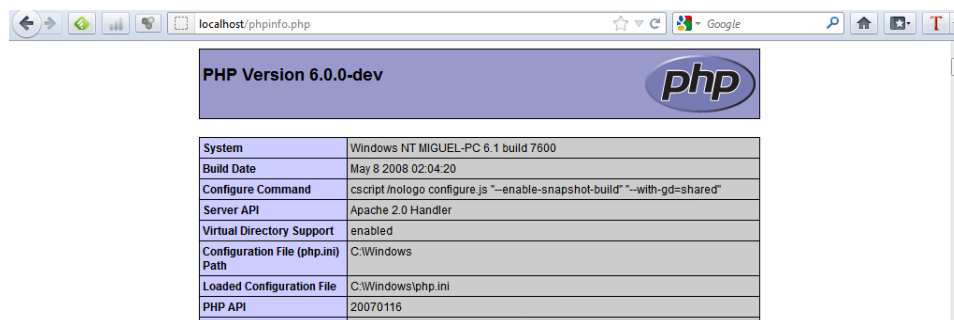 localhost/phpinfo.php
Google
T
PHP Version 6.0.0-dev
php
System Windows NT MIGUEL-PC 6.1 build 7600
Build Date May 8 2008 02:04:20
Configure Command cscript /nologo configure.js "--enable-snapshot-build" "--with-gd=shared"
Server API Apache 2.0 Handler
Virtual Directory Support enabled
Configuration File (php.ini) C:\Windows
Path
Loaded Configuration File C:\Windows\php.ini
PHP API 20070116